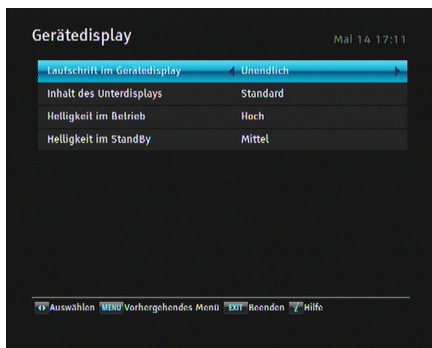 Gerätedisplay
Mai 14 17:11
Laufschrift im Gerätedisplay Unendlich
Inhalt des Unterdisplays Standard
Helligkeit im Betrieb Hoch
Helligkeit im StandBy Mittel
Auswählen MENU Vorhergehendes Menü EXIT Beenden i Hilfe